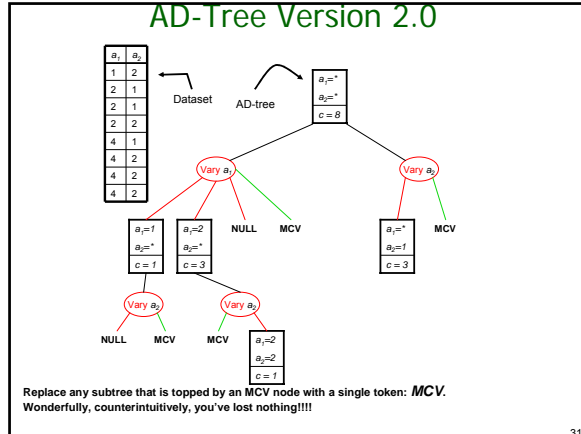 AD-Tree Version 2.0
a1 a2
1 2
2 1
2 1
2 2
4 1
4 2
4 2
4 2
Dataset
AD-tree
a1=*
a2=*
c = 8
Vary a1
Vary a2
a1=1
a2=*
c = 1
a1=2
a2=*
c = 3
NULL
MCV
a1=*
a2=1
c = 3
MCV
Vary a2
Vary a2
NULL
MCV
MCV
a1=2
a2=2
c = 1
Replace any subtree that is topped by an MCV node with a single token: MCV.
Wonderfully, counterintuitively, you've lost nothing!!!!
31